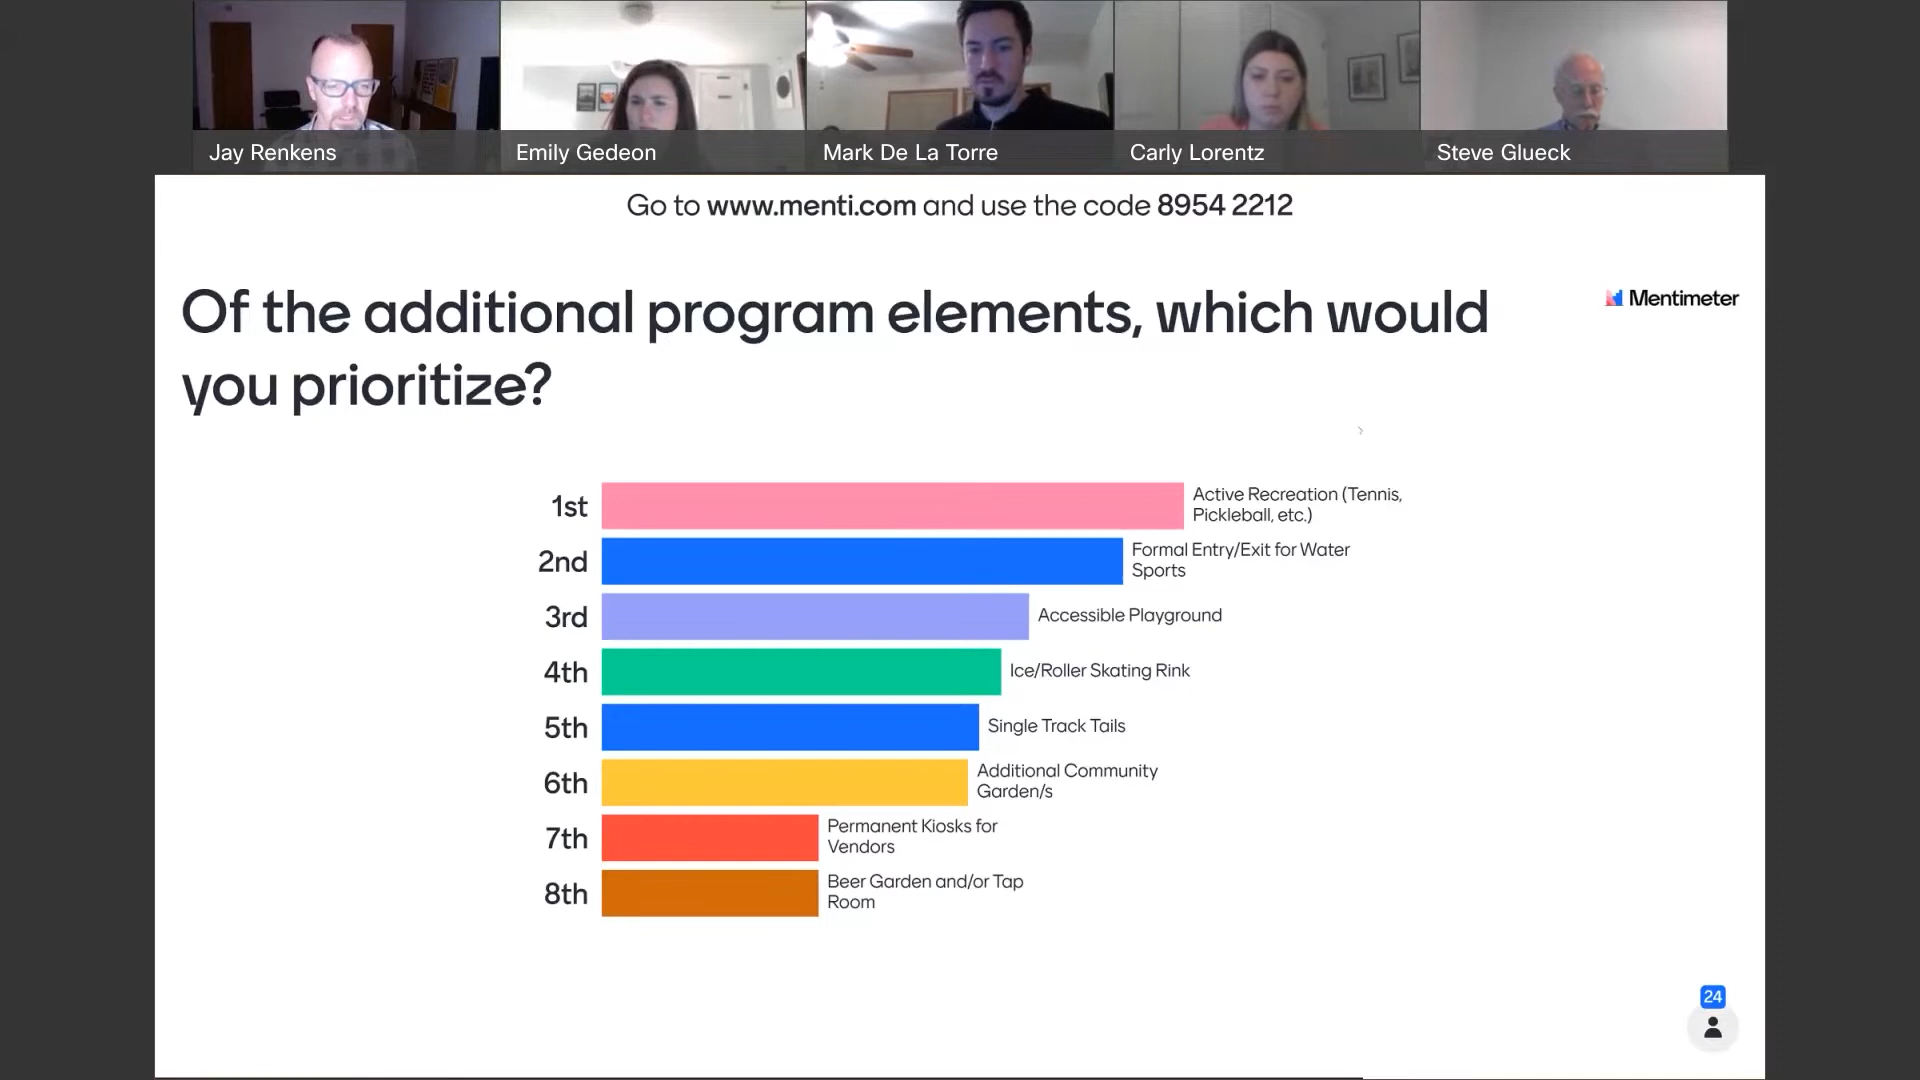 Jay Renkens
Emily Gedeon
Mark De La Torre
Carly Lorentz
Steve Glueck
Go to www.menti.com and use the code 8954 2212
Of the additional program elements, which would
you prioritize?
Mentimeter
1st
Active Recreation (Tennis,
Pickleball, etc.)
2nd
Formal Entry/Exit for Water
Sports
3rd
Accessible Playground
4th
Ice/Roller Skating Rink
5th
Single Track Tails
6th
Additional Community
Garden/s
7th
Permanent Kiosks for
Vendors
8th
Beer Garden and/or Tap
Room
24